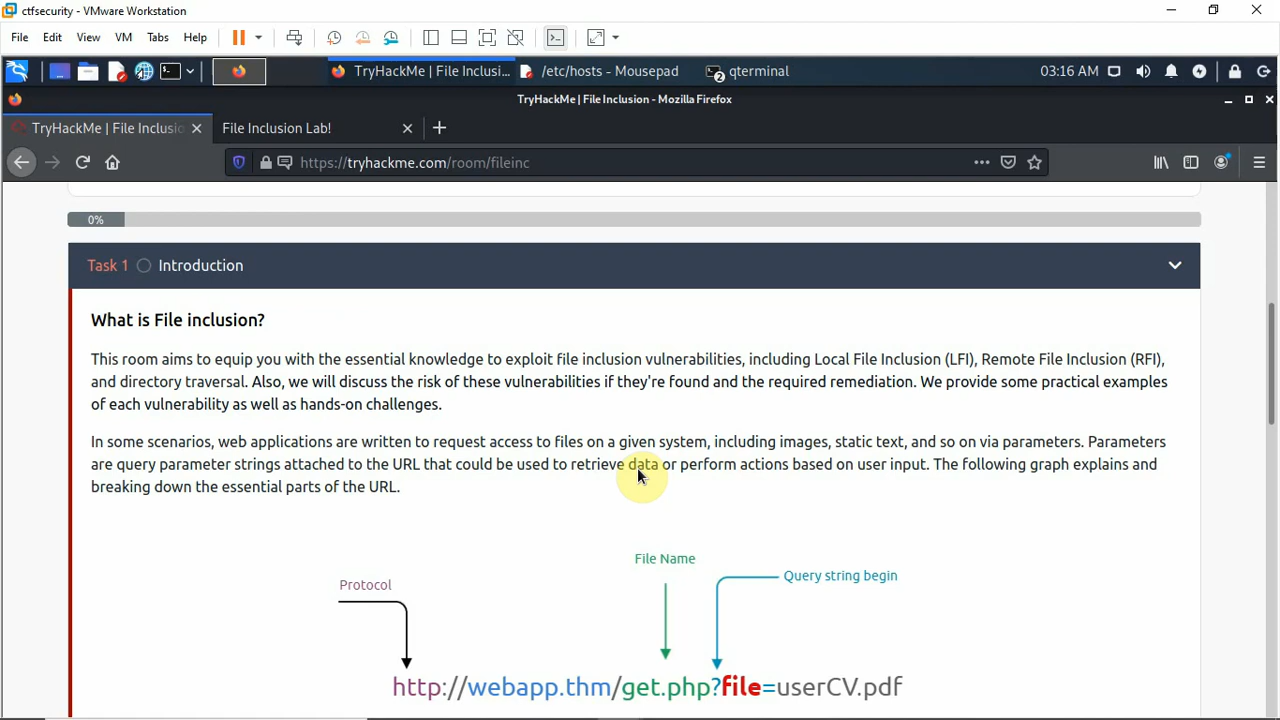 ctfsecurity - VMware Workstation
File Edit View VM Tabs Help
TryHackMe | File Inclusi... /etc/hosts - Mousepad 2 qterminal 03:16 AM
TryHackMe | File Inclusion - Mozilla Firefox
TryHackMe | File Inclusio File Inclusion Lab!
https://tryhackme.com/room/fileinc
0%
Task 1 Introduction
What is File inclusion?
This room aims to equip you with the essential knowledge to exploit file inclusion vulnerabilities, including Local File Inclusion (LFI), Remote File Inclusion (RFI),
and directory traversal. Also, we will discuss the risk of these vulnerabilities if they're found and the required remediation. We provide some practical examples
of each vulnerability as well as hands-on challenges.
In some scenarios, web applications are written to request access to files on a given system, including images, static text, and so on via parameters. Parameters
are query parameter strings attached to the URL that could be used to retrieve data or perform actions based on user input. The following graph explains and
breaking down the essential parts of the URL.
File Name
Query string begin
Protocol
http://webapp.thm/get.php?file=userCV.pdf